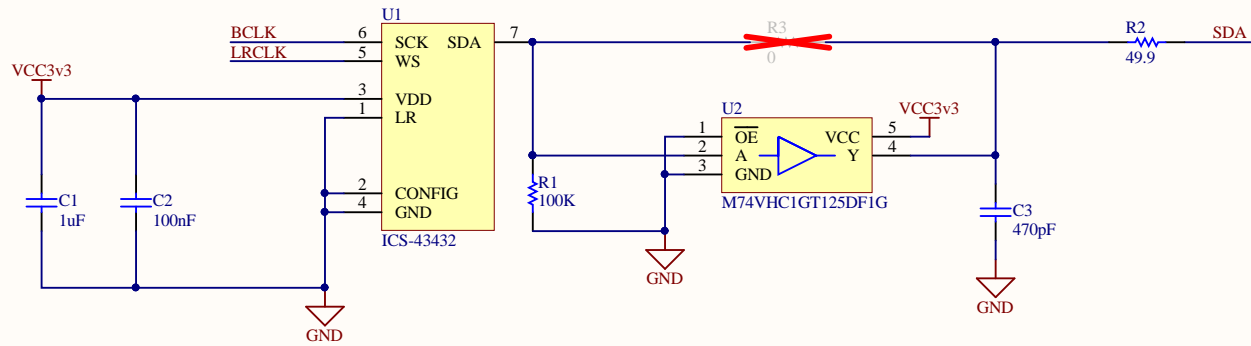 U1
BCLK
6
SCK
SDA
7
LRCLK
5
WS
VCC3v3
3
VDD
1
LR
2
CONFIG
4
GND
ICS-43432
C1
1uF
C2
100nF
GND
R3
0
R2
49.9
SDA
U2
VCC3v3
1
OE
VCC
5
2
A
Y
4
3
GND
M74VHC1GT125DF1G
R1
100K
GND
C3
470pF
GND